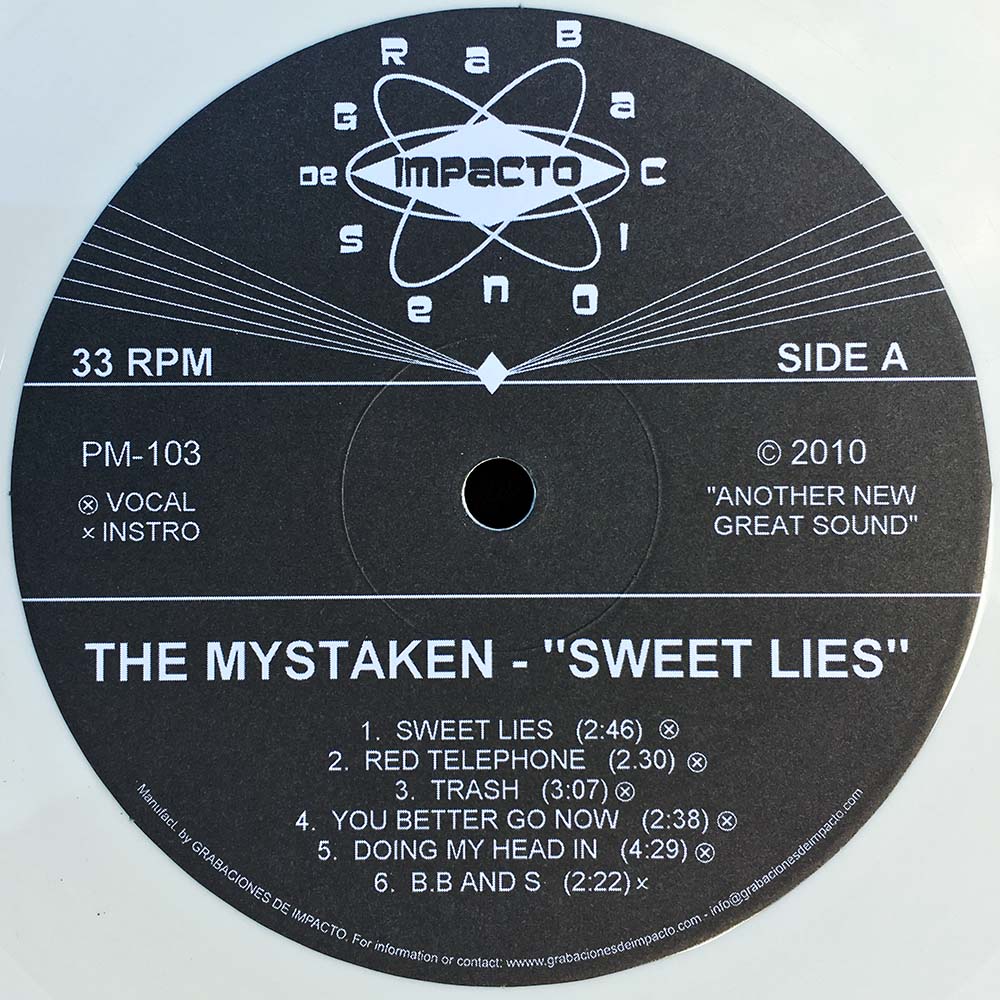 GRaBaCIOnes De
IMPaCTO
33 RPM
SIDE A
PM-103
ⓧ VOCAL
x INSTRO
© 2010
"ANOTHER NEW
GREAT SOUND"
THE MYSTAKEN - "SWEET LIES"
1. SWEET LIES (2:46) ⓧ
2. RED TELEPHONE (2.30) ⓧ
3. TRASH (3:07) ⓧ
4. YOU BETTER GO NOW (2:38) ⓧ
5. DOING MY HEAD IN (4:29) ⓧ
6. B.B AND S (2:22) x
Manufact. by GRABACIONES DE IMPACTO. For information or contact: wwww.grabacionesdeimpacto.com - info@grabacionesdeimpacto.com